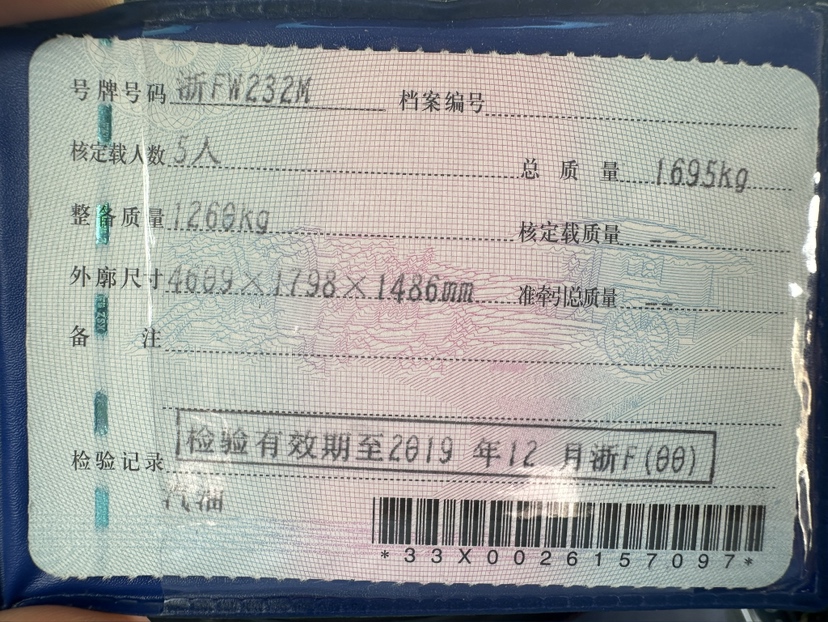 号牌号码 浙FW232M 档案编号
核定载人数 5人 总质量 1695kg
整备质量 1260kg 核定载质量 --
外廓尺寸 4609×1798×1486mm 准牵引总质量 --
备注
检验记录 检验有效期至2019年12月浙F(00)
汽油
*33X0026157097*